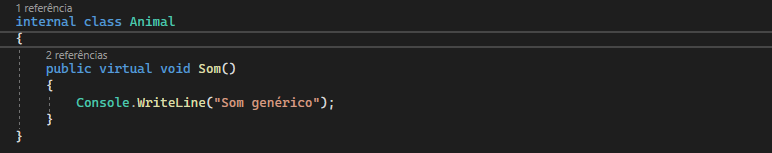 1 referência
internal class Animal
{
2 referências
public virtual void Som()
{
Console.WriteLine("Som genérico");
}
}